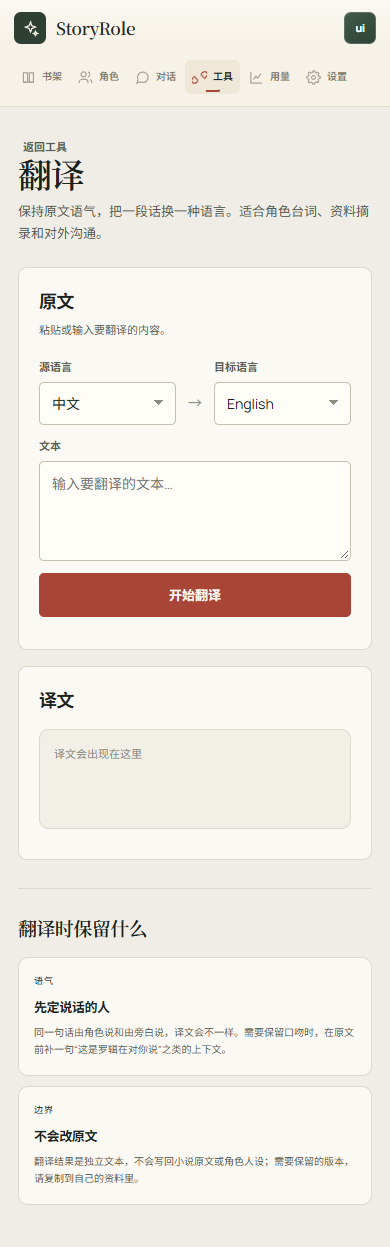 StoryRole
ui
书架
角色
对话
工具
用量
设置
返回工具
翻译
保持原文语气，把一段话换一种语言。适合角色台词、资料摘
录和对外沟通。
原文
粘贴或输入要翻译的内容。
源语言
目标语言
中文
→
English
文本
输入要翻译的文本...
开始翻译
译文
译文会出现在这里
翻译时保留什么
语气
先定说话的人
同一句话由角色说和由旁白说，译文会不一样。需要保留口吻时，在原文
前补一句“这是罗辑在对你说”之类的上下文。
边界
不会改原文
翻译结果是独立文本，不会写回小说原文或角色人设；需要保留的版本，
请复制到自己的资料里。